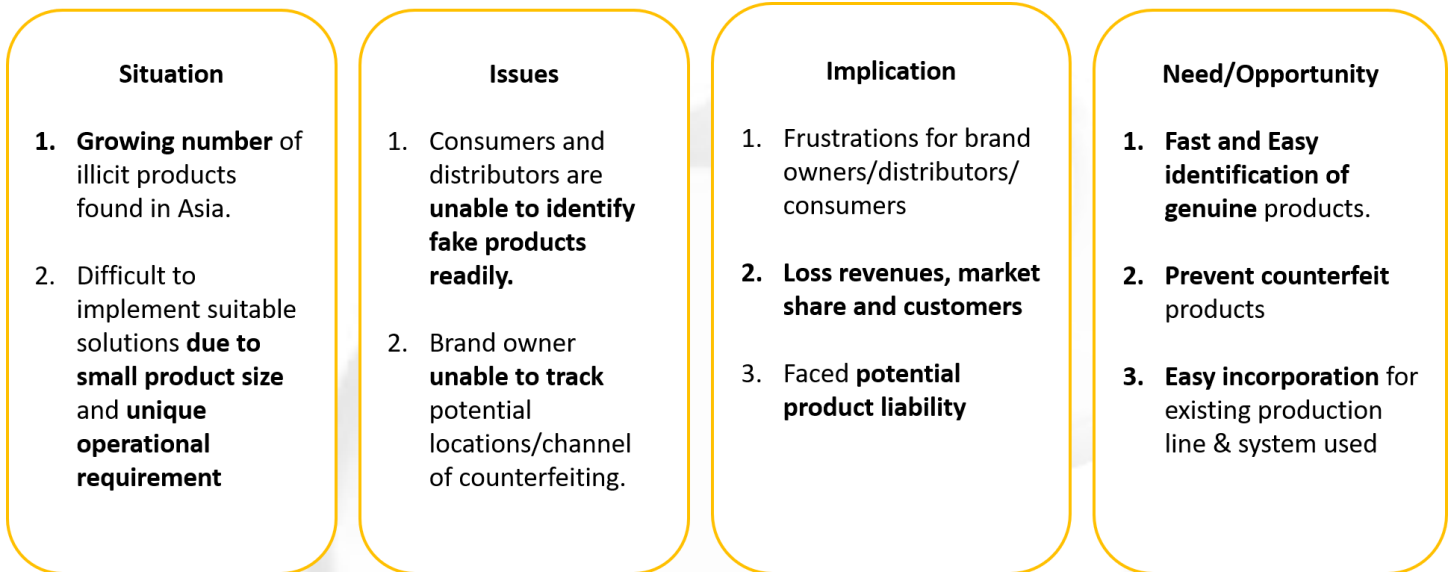 Situation
1. Growing number of
illicit products
found in Asia.
2. Difficult to
implement suitable
solutions due to
small product size
and unique
operational
requirement
Issues
1. Consumers and
distributors are
unable to identify
fake products
readily.
2. Brand owner
unable to track
potential
locations/channel
of counterfeiting.
Implication
1. Frustrations for brand
owners/distributors/
consumers
2. Loss revenues, market
share and customers
3. Faced potential
product liability
Need/Opportunity
1. Fast and Easy
identification of
genuine products.
2. Prevent counterfeit
products
3. Easy incorporation for
existing production
line & system used